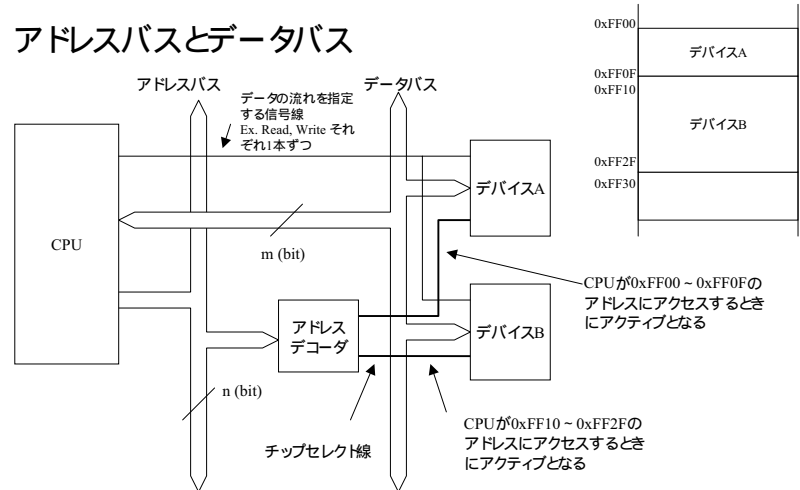 アドレスバスとデータバス
アドレスバス
データの流れを指定
する信号線
Ex. Read, Write それ
ぞれ1本ずつ
データバス
CPU
m (bit)
n (bit)
アドレス
デコーダ
デバイスA
デバイスB
チップセレクト線
CPUが0xFF00 ~ 0xFF0Fの
アドレスにアクセスするとき
にアクティブとなる
CPUが0xFF10 ~ 0xFF2Fの
アドレスにアクセスするとき
にアクティブとなる
0xFF00
デバイスA
0xFF0F
0xFF10
デバイスB
0xFF2F
0xFF30